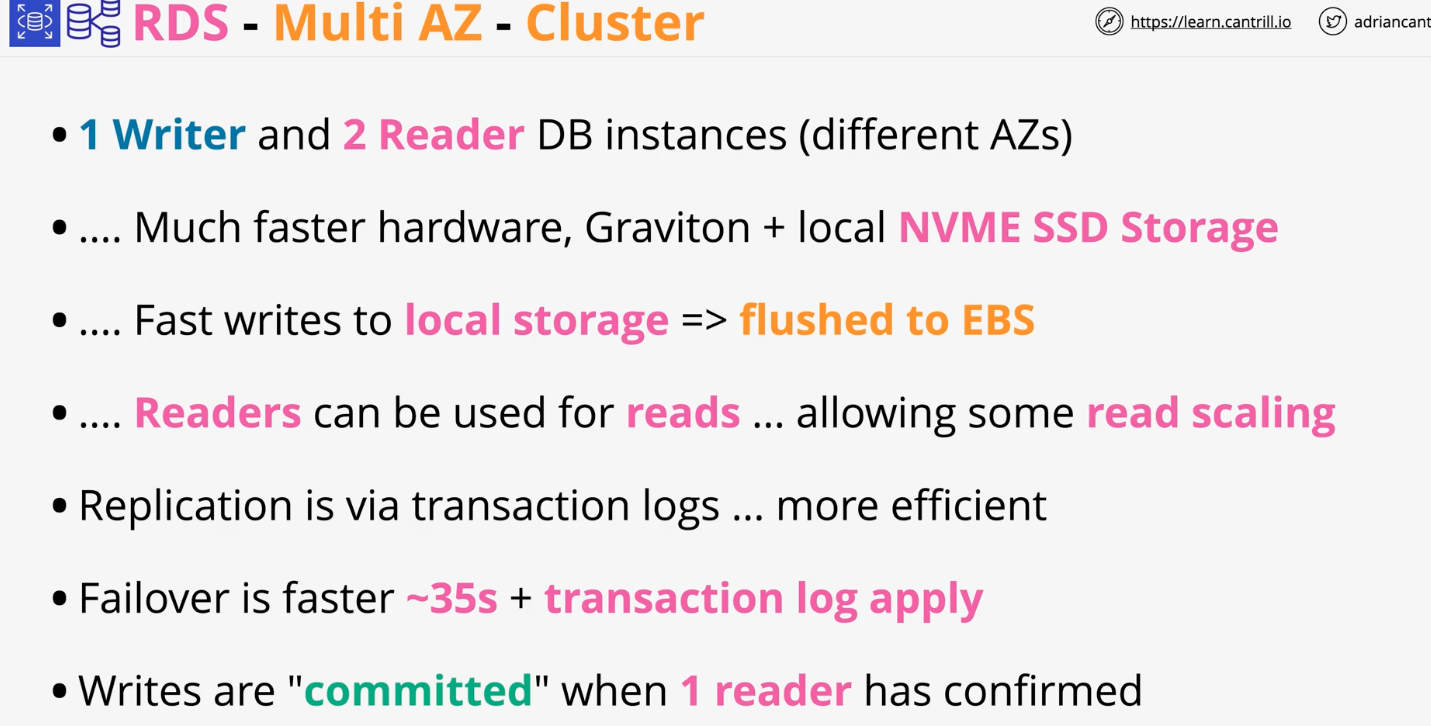 RDS - Multi AZ - Cluster
https://learn.cantrill.io
adriancant
• 1 Writer and 2 Reader DB instances (different AZs)
• .... Much faster hardware, Graviton + local NVME SSD Storage
• .... Fast writes to local storage => flushed to EBS
• .... Readers can be used for reads ... allowing some read scaling
• Replication is via transaction logs ... more efficient
• Failover is faster ~35s + transaction log apply
• Writes are "committed" when 1 reader has confirmed